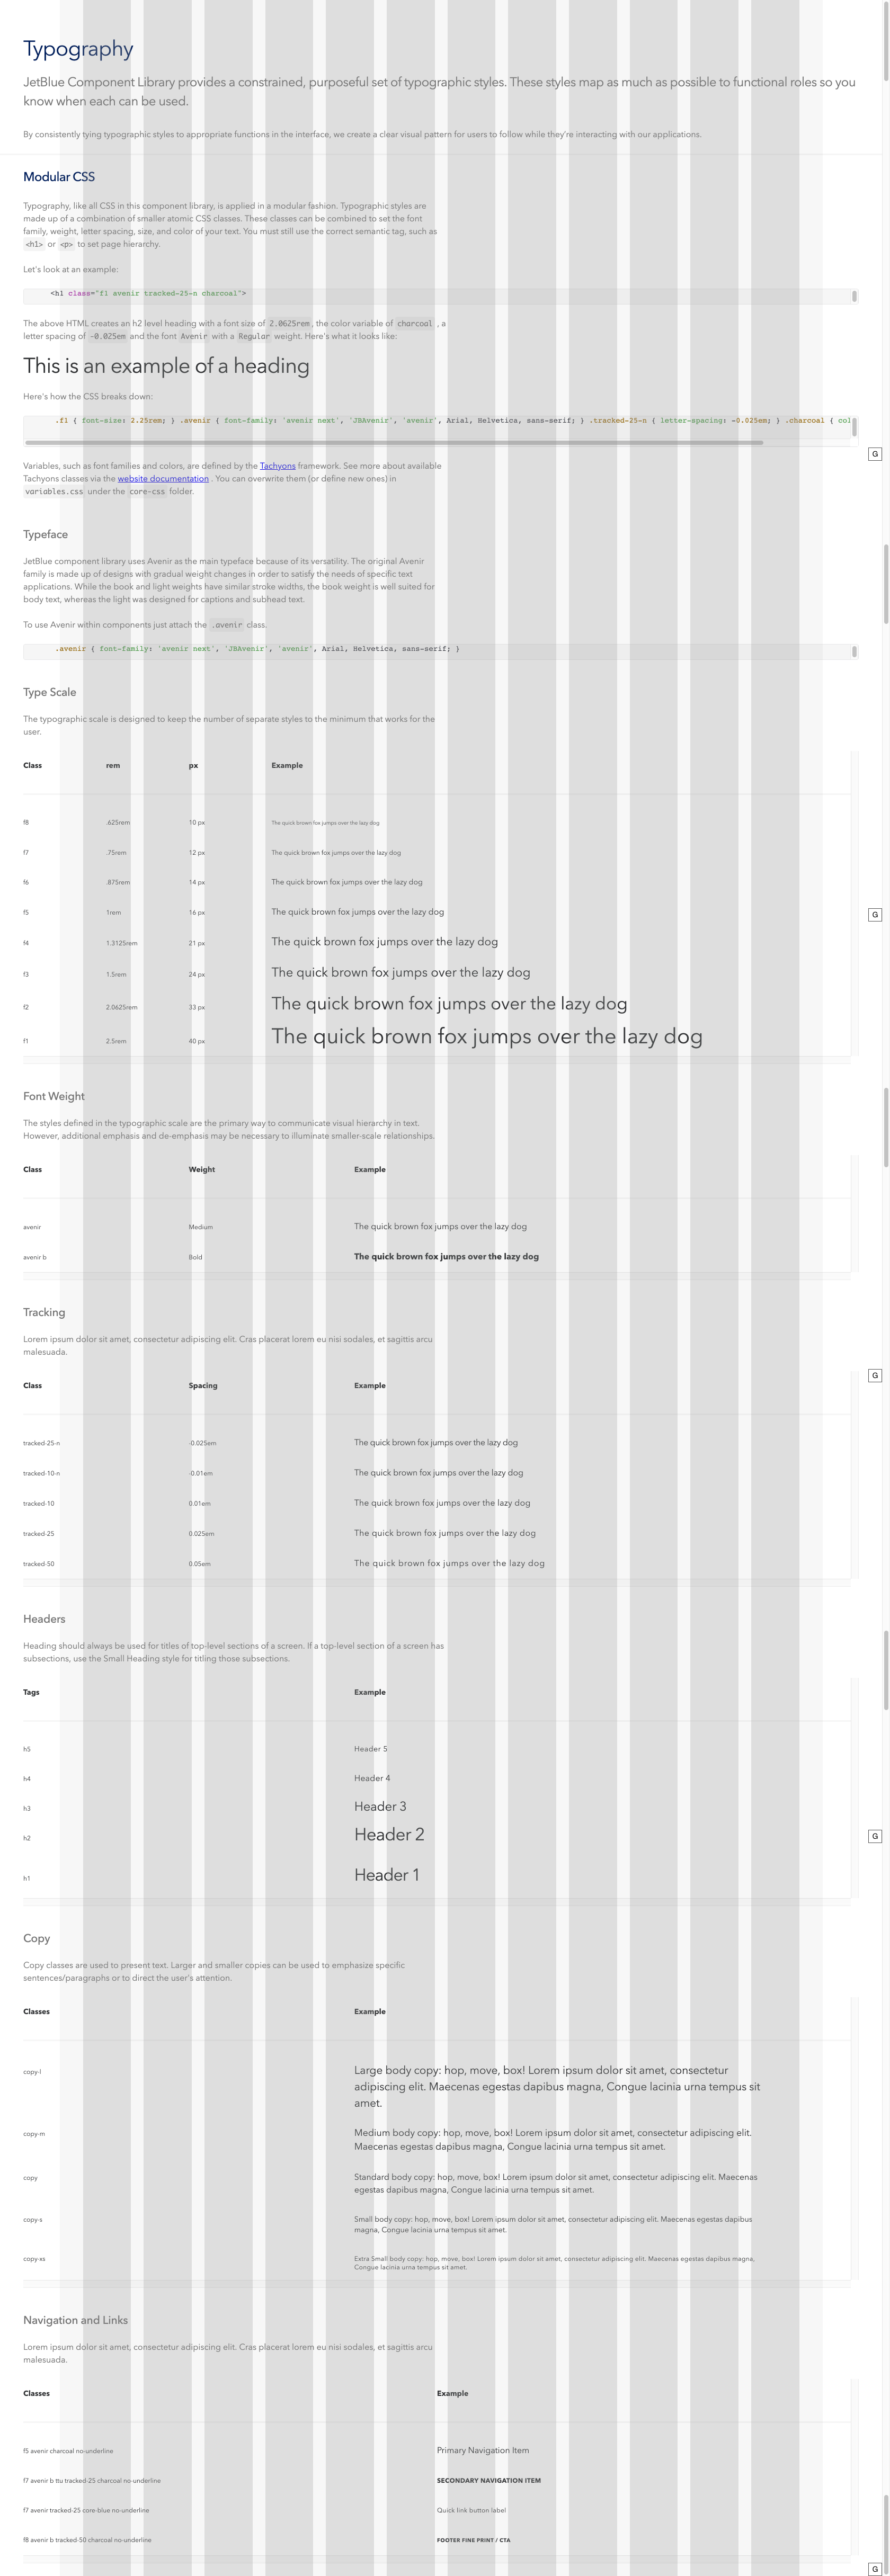 Typography
JetBlue Component Library provides a constrained, purposeful set of typographic styles. These styles map as much as possible to functional roles so you
know when each can be used.
By consistently tying typographic styles to appropriate functions in the interface, we create a clear visual pattern for users to follow while they're interacting with our applications.
Modular CSS
Typography, like all CSS in this component library, is applied in a modular fashion. Typographic styles are
made up of a combination of smaller atomic CSS classes. These classes can be combined to set the font
family, weight, letter spacing, size, and color of your text. You must still use the correct semantic tag, such as
<h1> or <p> to set page hierarchy.
Let's look at an example:
<h1 class="f1 avenir tracked-25-n charcoal">
The above HTML creates an h2 level heading with a font size of 2.0625rem, the color variable of charcoal , a
letter spacing of -0.025em and the font Avenir with a Regular weight. Here's what it looks like:
This is an example of a heading
Here's how the CSS breaks down:
.f1 { font-size: 2.25rem; } .avenir { font-family: 'avenir next', 'JBAvenir', 'avenir', Arial, Helvetica, sans-serif; } .tracked-25-n { letter-spacing: -0.025em; } .charcoal { col
G
Variables, such as font families and colors, are defined by the Tachyons framework. See more about available
Tachyons classes via the website documentation . You can overwrite them (or define new ones) in
variables.css under the core-css folder.
Typeface
JetBlue component library uses Avenir as the main typeface because of its versatility. The original Avenir
family is made up of designs with gradual weight changes in order to satisfy the needs of specific text
applications. While the book and light weights have similar stroke widths, the book weight is well suited for
body text, whereas the light was designed for captions and subhead text.
To use Avenir within components just attach the .avenir class.
.avenir { font-family: 'avenir next', 'JBAvenir', 'avenir', Arial, Helvetica, sans-serif; }
Type Scale
The typographic scale is designed to keep the number of separate styles to the minimum that works for the
user.
Class rem px Example
f8 .625rem 10 px The quick brown fox jumps over the lazy dog
f7 .75rem 12 px The quick brown fox jumps over the lazy dog
f6 .875rem 14 px The quick brown fox jumps over the lazy dog
f5 1rem 16 px The quick brown fox jumps over the lazy dog
G
f4 1.3125rem 21 px The quick brown fox jumps over the lazy dog
f3 1.5rem 24 px The quick brown fox jumps over the lazy dog
f2 2.0625rem 33 px The quick brown fox jumps over the lazy dog
f1 2.5rem 40 px The quick brown fox jumps over the lazy dog
Font Weight
The styles defined in the typographic scale are the primary way to communicate visual hierarchy in text.
However, additional emphasis and de-emphasis may be necessary to illuminate smaller-scale relationships.
Class Weight Example
avenir Medium The quick brown fox jumps over the lazy dog
avenir b Bold The quick brown fox jumps over the lazy dog
Tracking
Lorem ipsum dolor sit amet, consectetur adipiscing elit. Cras placerat lorem eu nisi sodales, et sagittis arcu
malesuada.
G
Class Spacing Example
tracked-25-n -0.025em The quick brown fox jumps over the lazy dog
tracked-10-n -0.01em The quick brown fox jumps over the lazy dog
tracked-10 0.01em The quick brown fox jumps over the lazy dog
tracked-25 0.025em The quick brown fox jumps over the lazy dog
tracked-50 0.05em The quick brown fox jumps over the lazy dog
Headers
Heading should always be used for titles of top-level sections of a screen. If a top-level section of a screen has
subsections, use the Small Heading style for titling those subsections.
Tags Example
h5 Header 5
h4 Header 4
h3 Header 3
h2 Header 2
G
h1 Header 1
Copy
Copy classes are used to present text. Larger and smaller copies can be used to emphasize specific
sentences/paragraphs or to direct the user's attention.
Classes Example
copy-l Large body copy: hop, move, box! Lorem ipsum dolor sit amet, consectetur
adipiscing elit. Maecenas egestas dapibus magna, Congue lacinia urna tempus sit
amet.
copy-m Medium body copy: hop, move, box! Lorem ipsum dolor sit amet, consectetur adipiscing elit.
Maecenas egestas dapibus magna, Congue lacinia urna tempus sit amet.
copy Standard body copy: hop, move, box! Lorem ipsum dolor sit amet, consectetur adipiscing elit. Maecenas
egestas dapibus magna, Congue lacinia urna tempus sit amet.
copy-s Small body copy: hop, move, box! Lorem ipsum dolor sit amet, consectetur adipiscing elit. Maecenas egestas dapibus
magna, Congue lacinia urna tempus sit amet.
copy-xs Extra Small body copy: hop, move, box! Lorem ipsum dolor sit amet, consectetur adipiscing elit. Maecenas egestas dapibus magna,
Congue lacinia urna tempus sit amet.
Navigation and Links
Lorem ipsum dolor sit amet, consectetur adipiscing elit. Cras placerat lorem eu nisi sodales, et sagittis arcu
malesuada.
Classes Example
f5 avenir charcoal no-underline Primary Navigation Item
f7 avenir b ttu tracked-25 charcoal no-underline SECONDARY NAVIGATION ITEM
f7 avenir tracked-25 core-blue no-underline Quick link button label
f8 avenir b tracked-50 charcoal no-underline FOOTER FINE PRINT / CTA
G